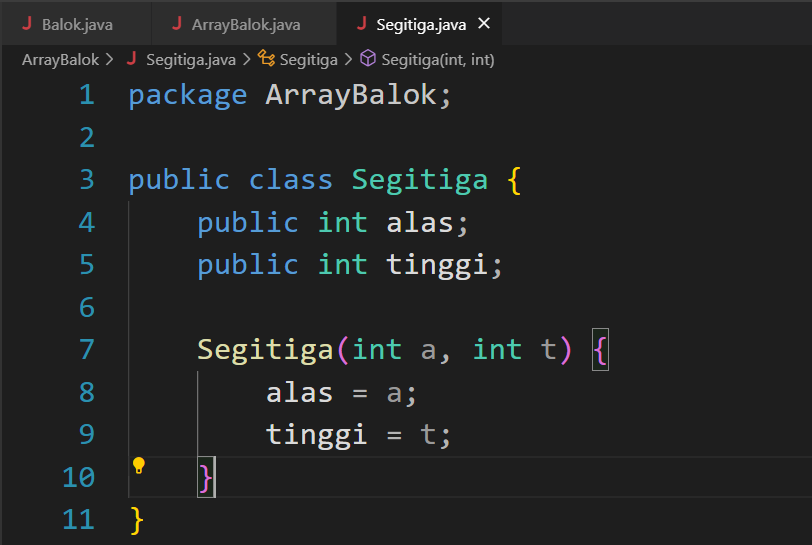 J Balok.java J ArrayBalok.java J Segitiga.java ×
ArrayBalok > J Segitiga.java > Segitiga > Segitiga(int, int)
1 package ArrayBalok;
2
3 public class Segitiga {
4     public int alas;
5     public int tinggi;
6
7     Segitiga(int a, int t) {
8         alas = a;
9         tinggi = t;
10     }
11 }